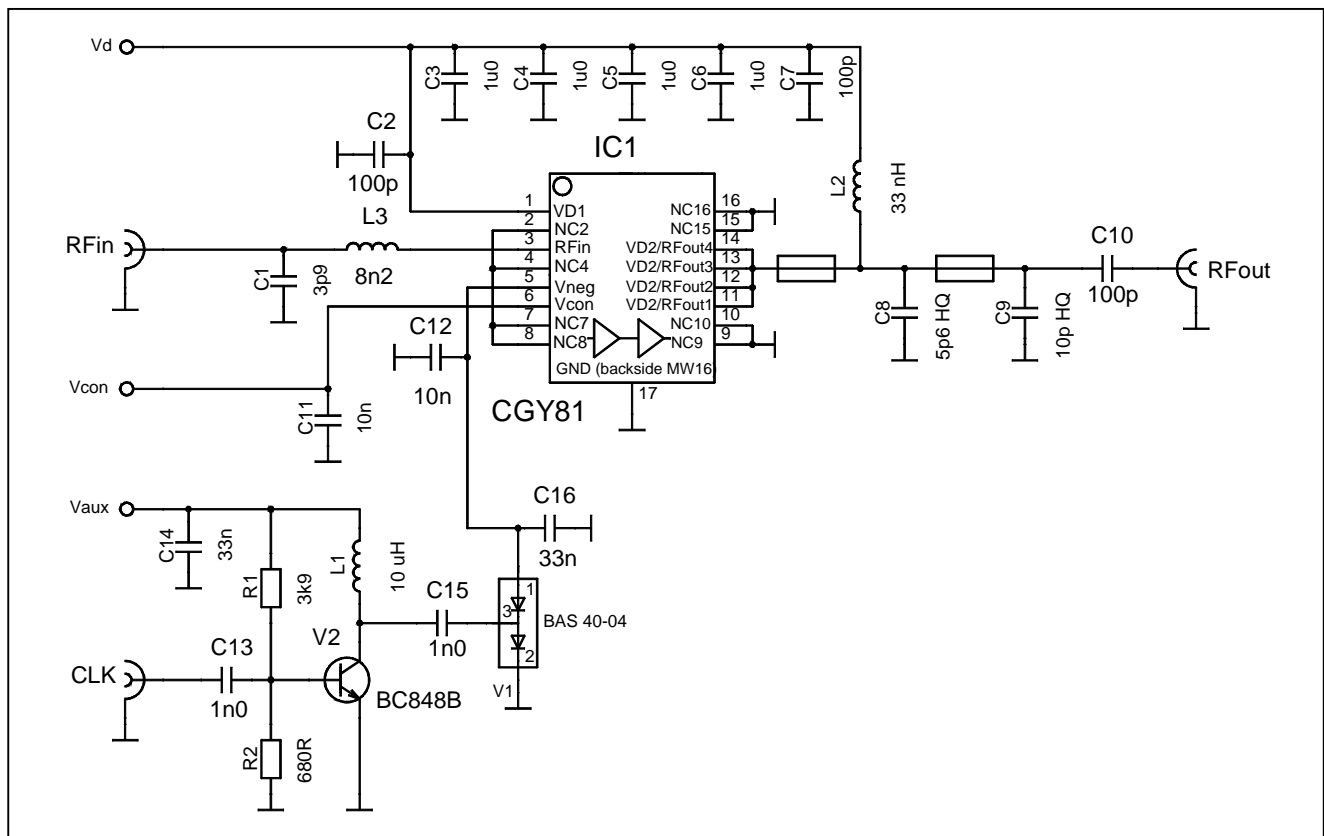 Vd
C3
1u0
C4
1u0
C5
1u0
C6
1u0
C7
100p
C2
100p
IC1
L2
33 nH
1
VD1
2
NC2
3
RFin
4
NC4
5
Vneg
6
Vcon
7
NC7
8
NC8
NC16
16
NC15
15
VD2/RFout4
14
VD2/RFout3
13
VD2/RFout2
12
VD2/RFout1
11
NC10
10
NC9
9
GND (backside MW16)
17
CGY81
RFin
L3
8n2
C1
3p9
C10
100p
RFout
C8
5p6 HQ
C9
10p HQ
C12
10n
Vcon
C11
10n
Vaux
C14
33n
R1
3k9
L1
10 uH
C16
33n
C15
1n0
1
3
2
BAS 40-04
V1
V2
BC848B
CLK
C13
1n0
R2
680R